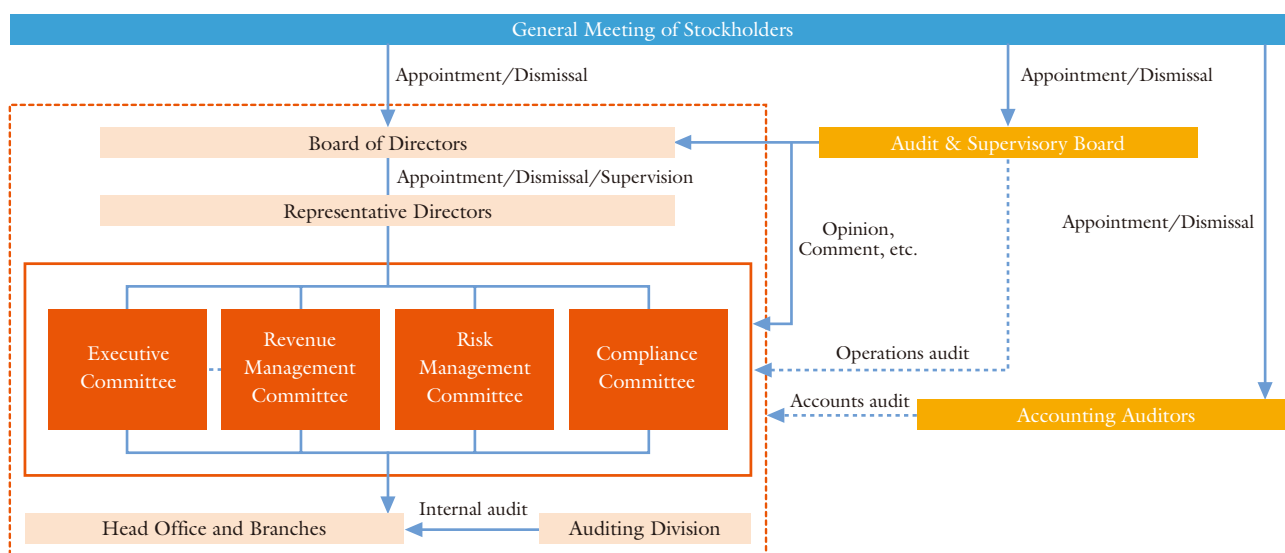 General Meeting of Stockholders
Appointment/Dismissal
Appointment/Dismissal
Board of Directors
Audit & Supervisory Board
Appointment/Dismissal/Supervision
Representative Directors
Appointment/Dismissal
Opinion,
Comment, etc.
Executive
Committee
Revenue
Management
Committee
Risk
Management
Committee
Compliance
Committee
Operations audit
Accounts audit
Accounting Auditors
Internal audit
Head Office and Branches
Auditing Division